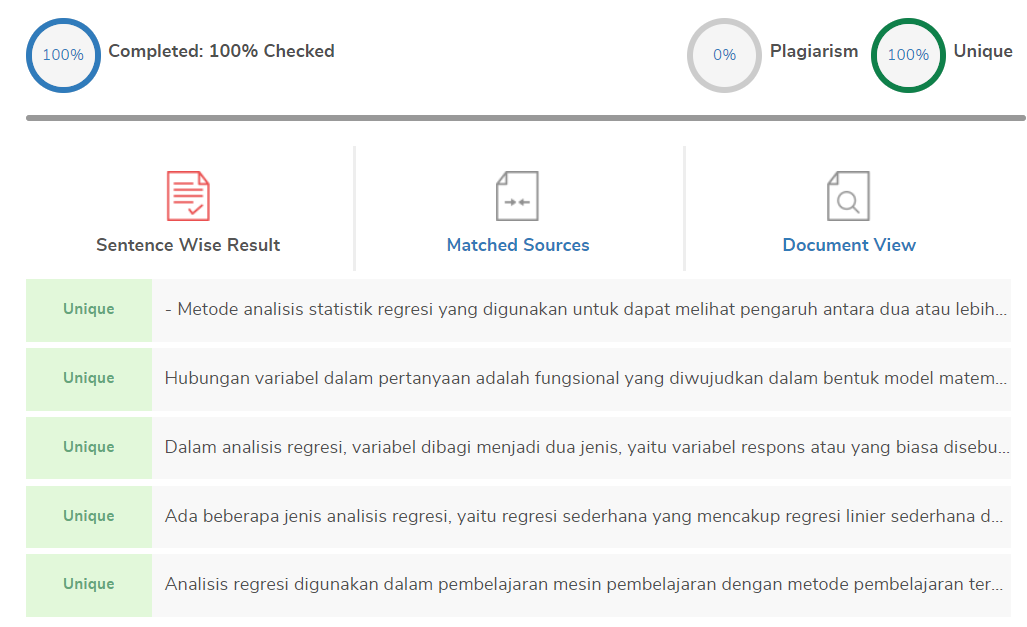 100% Completed: 100% Checked 0% Plagiarism 100% Unique
Sentence Wise Result Matched Sources Document View
Unique - Metode analisis statistik regresi yang digunakan untuk dapat melihat pengaruh antara dua atau lebih...
Unique Hubungan variabel dalam pertanyaan adalah fungsional yang diwujudkan dalam bentuk model matem...
Unique Dalam analisis regresi, variabel dibagi menjadi dua jenis, yaitu variabel respons atau yang biasa disebu...
Unique Ada beberapa jenis analisis regresi, yaitu regresi sederhana yang mencakup regresi linier sederhana d...
Unique Analisis regresi digunakan dalam pembelajaran mesin pembelajaran dengan metode pembelajaran ter...